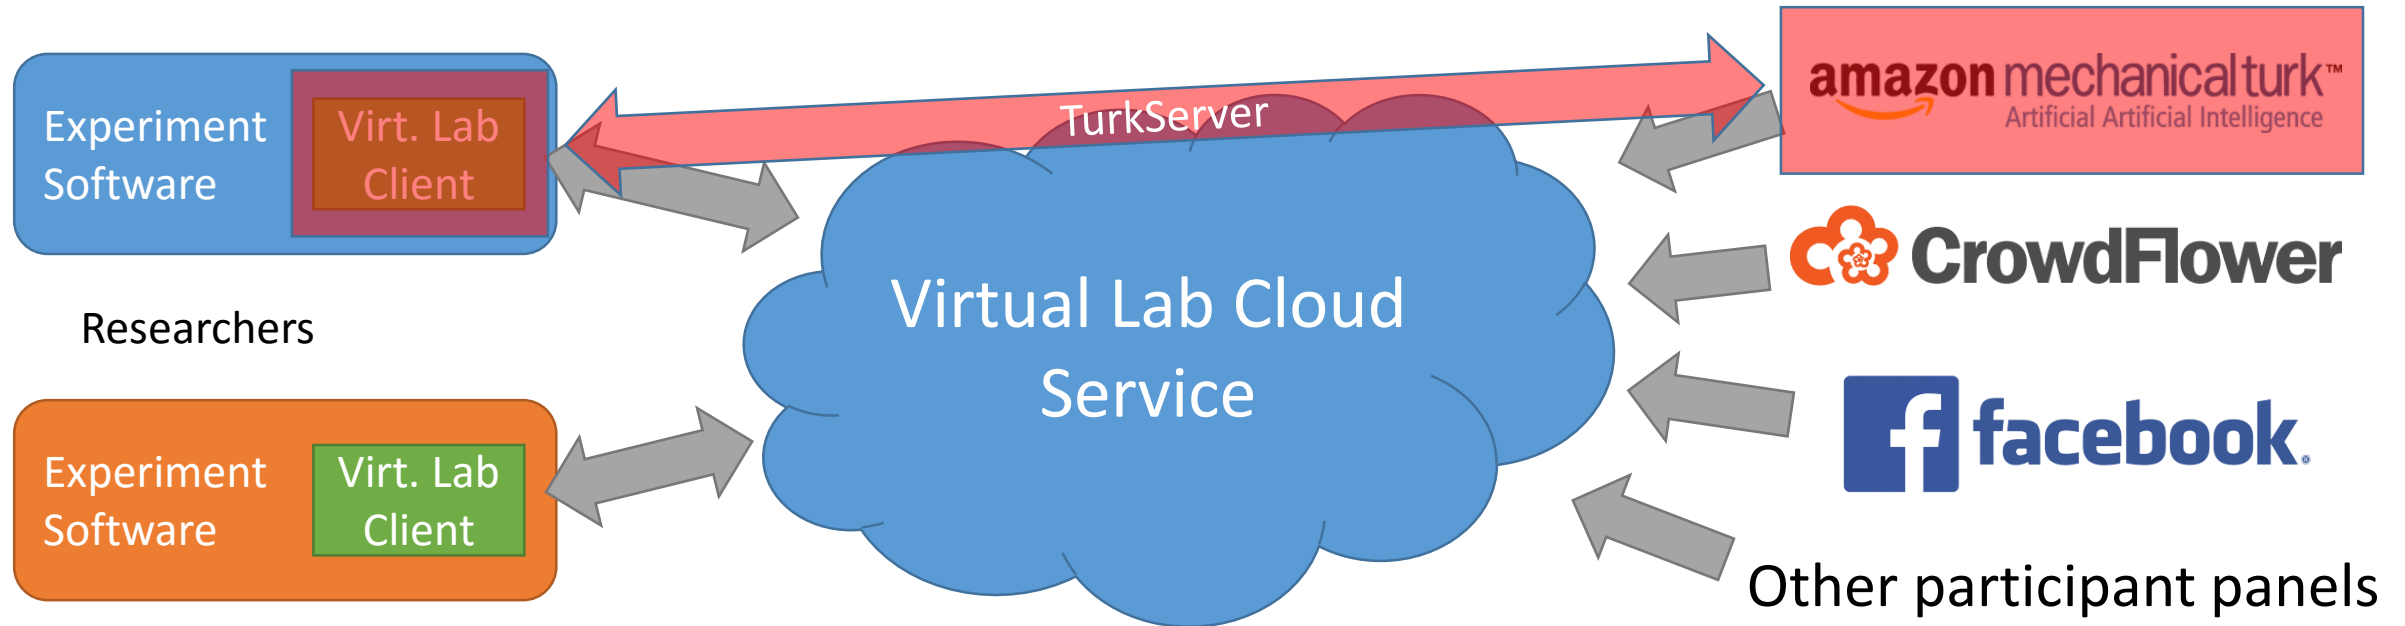 Experiment
Software
Virt. Lab
Client
Researchers
Experiment
Software
Virt. Lab
Client
TurkServer
Virtual Lab Cloud
Service
amazon mechanical turk™
Artificial Artificial Intelligence
CrowdFlower
f facebook®
Other participant panels